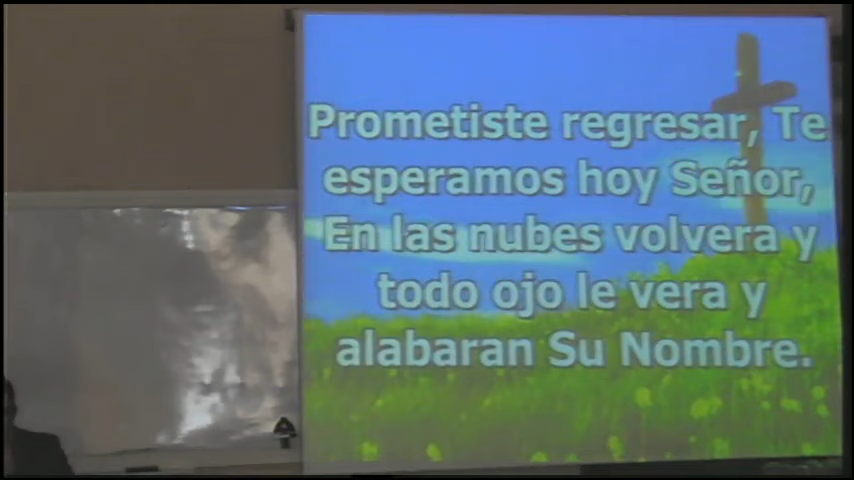 Prometiste regresar, Te
esperamos hoy Señor,
En las nubes volvera y
todo ojo le vera y
alabaran Su Nombre.